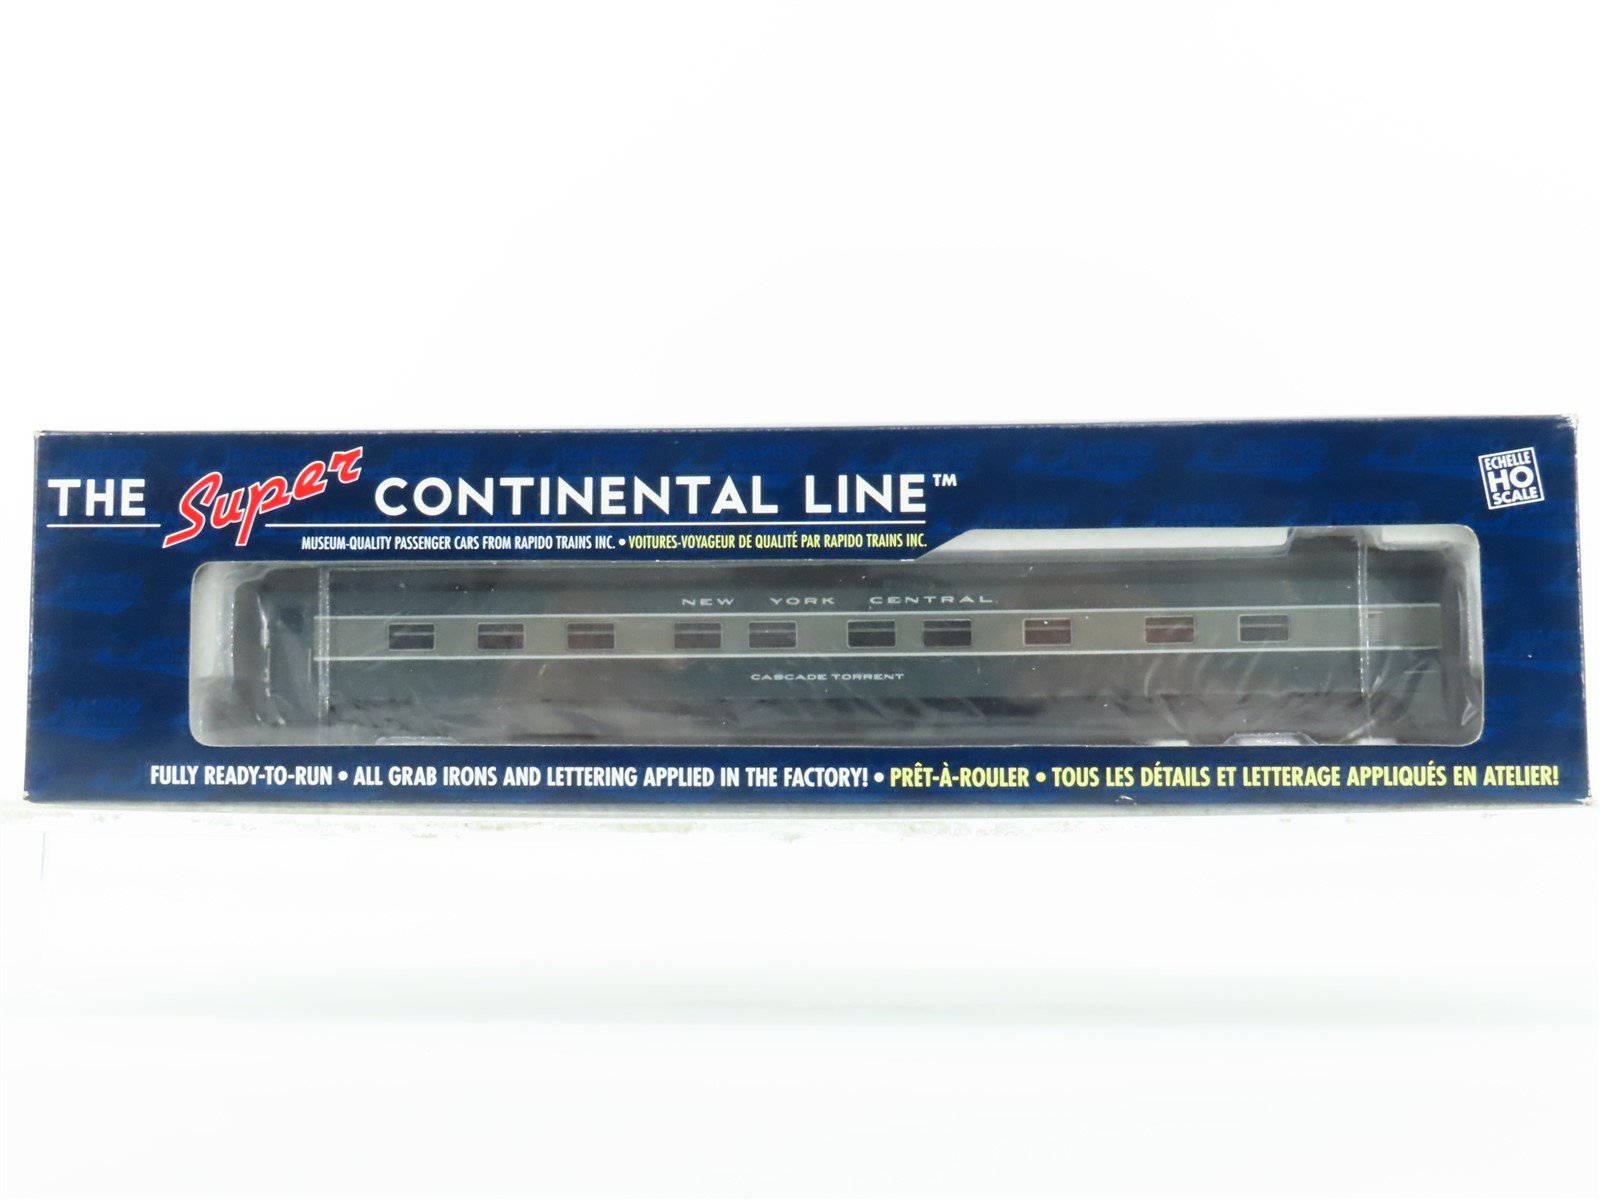 THE Super CONTINENTAL LINE™
MUSEUM-QUALITY PASSENGER CARS FROM RAPIDO TRAINS INC. • VOITURES-VOYAGEUR DE QUALITÉ PAR RAPIDO TRAINS INC.
ECHELLE
HO
SCALE
NEW YORK CENTRAL
CASCADE TORRENT
FULLY READY-TO-RUN • ALL GRAB IRONS AND LETTERING APPLIED IN THE FACTORY! • PRÊT-À-ROULER • TOUS LES DÉTAILS ET LETTERAGE APPLIQUÉS EN ATELIER!